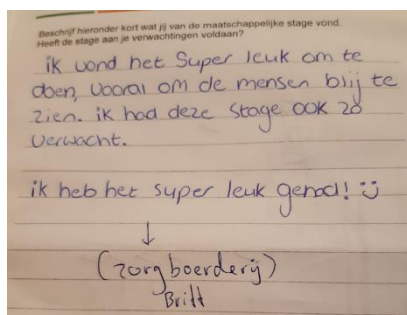 Beschrijf hieronder kort wat jij van de maatschappelijke stage vond.
Heeft de stage aan je verwachtingen voldaan?
ik vond het super leuk om te
doen, vooral om de mensen blij te
zien. ik had deze stage ook zo
verwacht.
ik heb het super leuk gehad! :)
↓
(zorgboerderij)
Britt